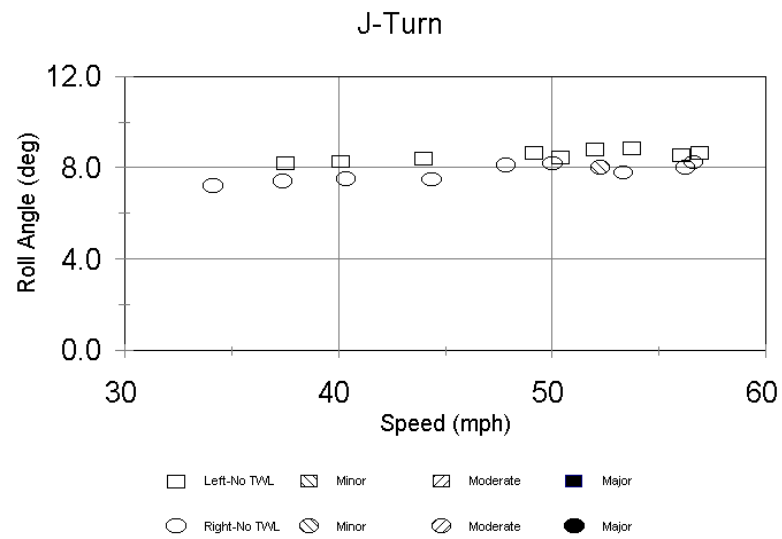 J-Turn
12.0
8.0
4.0
0.0
Roll Angle (deg)
30 40 50 60
Speed (mph)
Left-No TWL Minor Moderate Major
Right-No TWL Minor Moderate Major